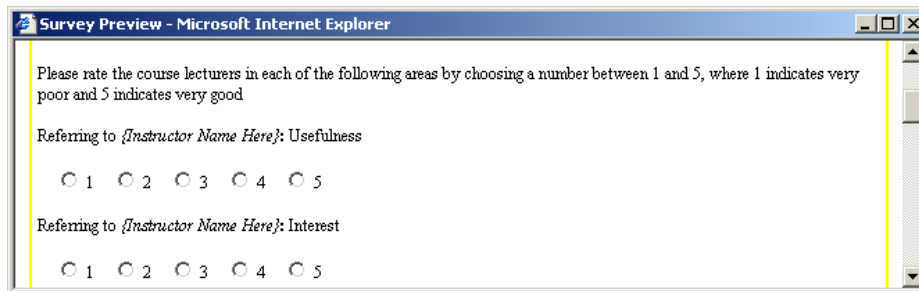 Survey Preview - Microsoft Internet Explorer
Please rate the course lecturers in each of the following areas by choosing a number between 1 and 5, where 1 indicates very
poor and 5 indicates very good
Referring to {Instructor Name Here}: Usefulness
1 2 3 4 5
Referring to {Instructor Name Here}: Interest
1 2 3 4 5